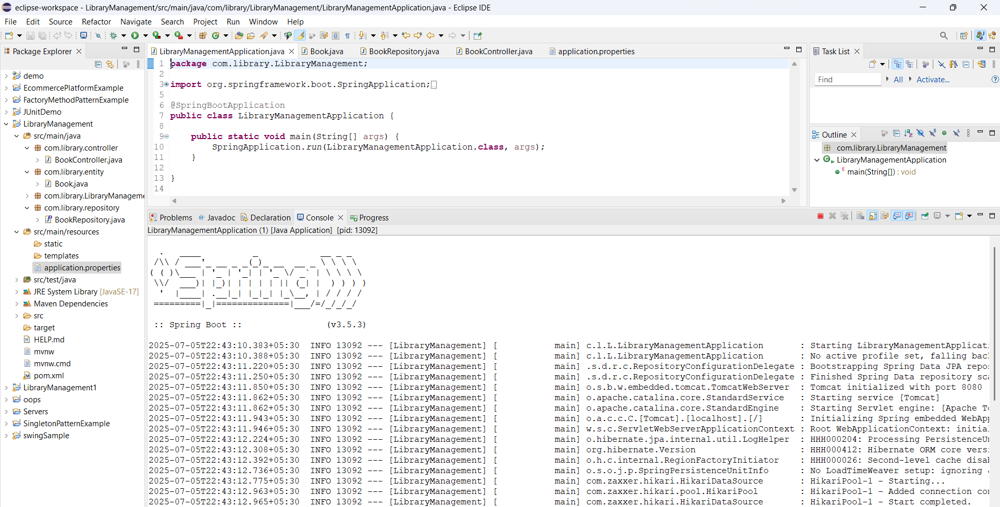 eclipse-workspace - LibraryManagement/src/main/java/com/library/LibraryManagement/LibraryManagementApplication.java - Eclipse IDE
File Edit Source Refactor Navigate Search Project Run Window Help
Package Explorer
demo
EcommercePlatformExample
FactoryMethodPatternExample
JUnitDemo
LibraryManagement
src/main/java
com.library.controller
BookController.java
com.library.entity
Book.java
com.library.LibraryManageme
com.library.repository
BookRepository.java
src/main/resources
static
templates
application.properties
src/test/java
JRE System Library [JavaSE-17]
Maven Dependencies
src
target
HELP.md
mvnw
mvnw.cmd
pom.xml
LibraryManagement1
oops
Servers
SingletonPatternExample
swingSample
LibraryManagementApplication.java Book.java BookRepository.java BookController.java application.properties
1 package com.library.LibraryManagement;
2
3 import org.springframework.boot.SpringApplication;
5
6 @SpringBootApplication
7 public class LibraryManagementApplication {
8
9 public static void main(String[] args) {
10 SpringApplication.run(LibraryManagementApplication.class, args);
11 }
12
13 }
14
Task List
Find All Activate...
Outline
com.library.LibraryManagement
LibraryManagementApplication
main(String[]) : void
Problems Javadoc Declaration Console Progress
LibraryManagementApplication (1) [Java Application] [pid: 13092]
Spring
:: Spring Boot :: (v3.5.3)
2025-07-05T22:43:10.383+05:30 INFO 13092 --- [LibraryManagement] [ main] c.l.L.LibraryManagementApplication : Starting LibraryManagementApplicati
2025-07-05T22:43:10.388+05:30 INFO 13092 --- [LibraryManagement] [ main] c.l.L.LibraryManagementApplication : No active profile set, falling bac
2025-07-05T22:43:11.220+05:30 INFO 13092 --- [LibraryManagement] [ main] .s.d.r.c.RepositoryConfigurationDelegate : Bootstrapping Spring Data JPA repo
2025-07-05T22:43:11.250+05:30 INFO 13092 --- [LibraryManagement] [ main] .s.d.r.c.RepositoryConfigurationDelegate : Finished Spring Data repository sca
2025-07-05T22:43:11.850+05:30 INFO 13092 --- [LibraryManagement] [ main] o.s.b.w.embedded.tomcat.TomcatWebServer : Tomcat initialized with port 8080
2025-07-05T22:43:11.862+05:30 INFO 13092 --- [LibraryManagement] [ main] o.apache.catalina.core.StandardService : Starting service [Tomcat]
2025-07-05T22:43:11.862+05:30 INFO 13092 --- [LibraryManagement] [ main] o.apache.catalina.core.StandardEngine : Starting Servlet engine: [Apache To
2025-07-05T22:43:11.943+05:30 INFO 13092 --- [LibraryManagement] [ main] o.a.c.c.C.[Tomcat].[localhost].[/] : Initializing Spring embedded WebApp
2025-07-05T22:43:11.946+05:30 INFO 13092 --- [LibraryManagement] [ main] w.s.c.ServletWebServerApplicationContext : Root WebApplicationContext: initial
2025-07-05T22:43:12.224+05:30 INFO 13092 --- [LibraryManagement] [ main] o.hibernate.jpa.internal.util.LogHelper : HHH000204: Processing PersistenceU
2025-07-05T22:43:12.308+05:30 INFO 13092 --- [LibraryManagement] [ main] org.hibernate.Version : HHH000412: Hibernate ORM core versi
2025-07-05T22:43:12.392+05:30 INFO 13092 --- [LibraryManagement] [ main] o.h.c.internal.RegionFactoryInitiator : HHH000026: Second-level cache disa
2025-07-05T22:43:12.736+05:30 INFO 13092 --- [LibraryManagement] [ main] o.s.o.j.p.SpringPersistenceUnitInfo : No LoadTimeWeaver setup: ignoring
2025-07-05T22:43:12.775+05:30 INFO 13092 --- [LibraryManagement] [ main] com.zaxxer.hikari.HikariDataSource : HikariPool-1 - Starting...
2025-07-05T22:43:12.963+05:30 INFO 13092 --- [LibraryManagement] [ main] com.zaxxer.hikari.pool.HikariPool : HikariPool-1 - Added connection co
2025-07-05T22:43:12.965+05:30 INFO 13092 --- [LibraryManagement] [ main] com.zaxxer.hikari.HikariDataSource : HikariPool-1 - Start completed.